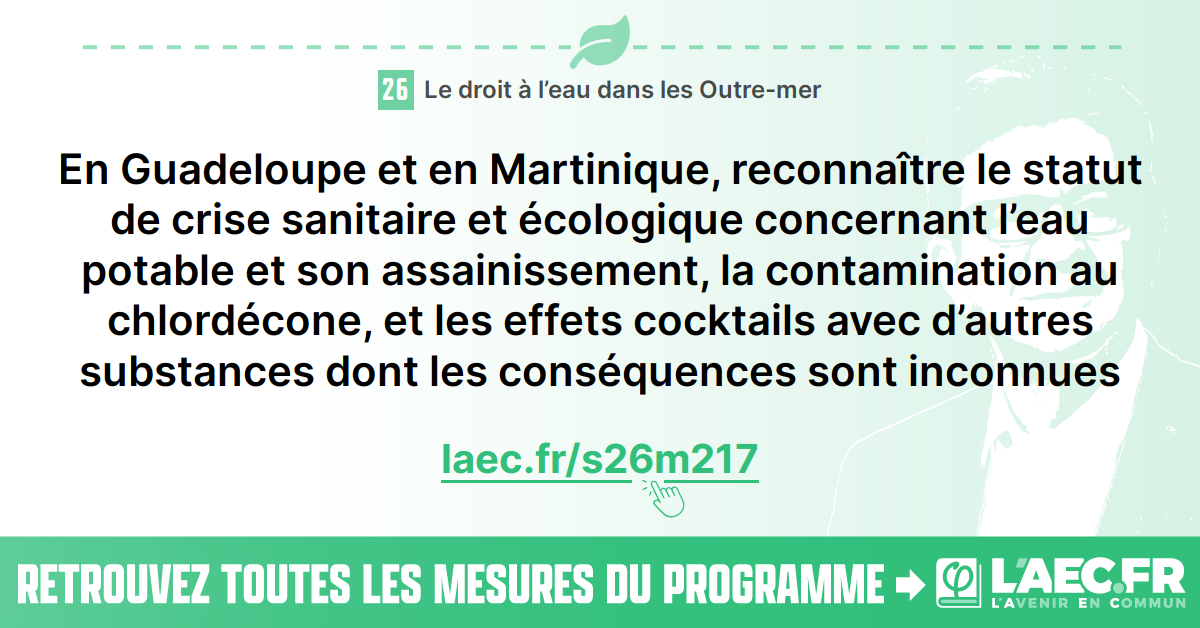 26 Le droit à l’eau dans les Outre-mer
En Guadeloupe et en Martinique, reconnaître le statut
de crise sanitaire et écologique concernant l’eau
potable et son assainissement, la contamination au
chlordécone, et les effets cocktails avec d’autres
substances dont les conséquences sont inconnues
laec.fr/s26m217
RETROUVEZ TOUTES LES MESURES DU PROGRAMME
φ L’AEC.FR
L’AVENIR EN COMMUN